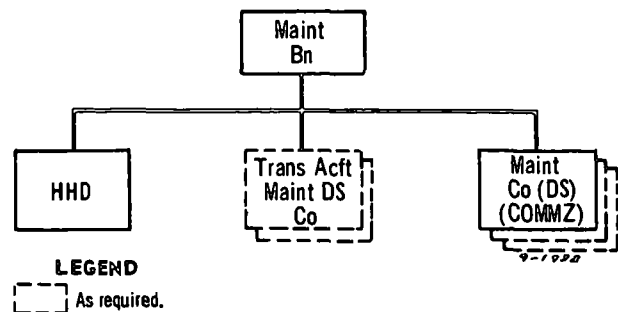 Maint
Bn
HHD
Trans Acft
Maint DS
Co
Maint
Co (DS)
(COMMZ)
LEGEND
As required.